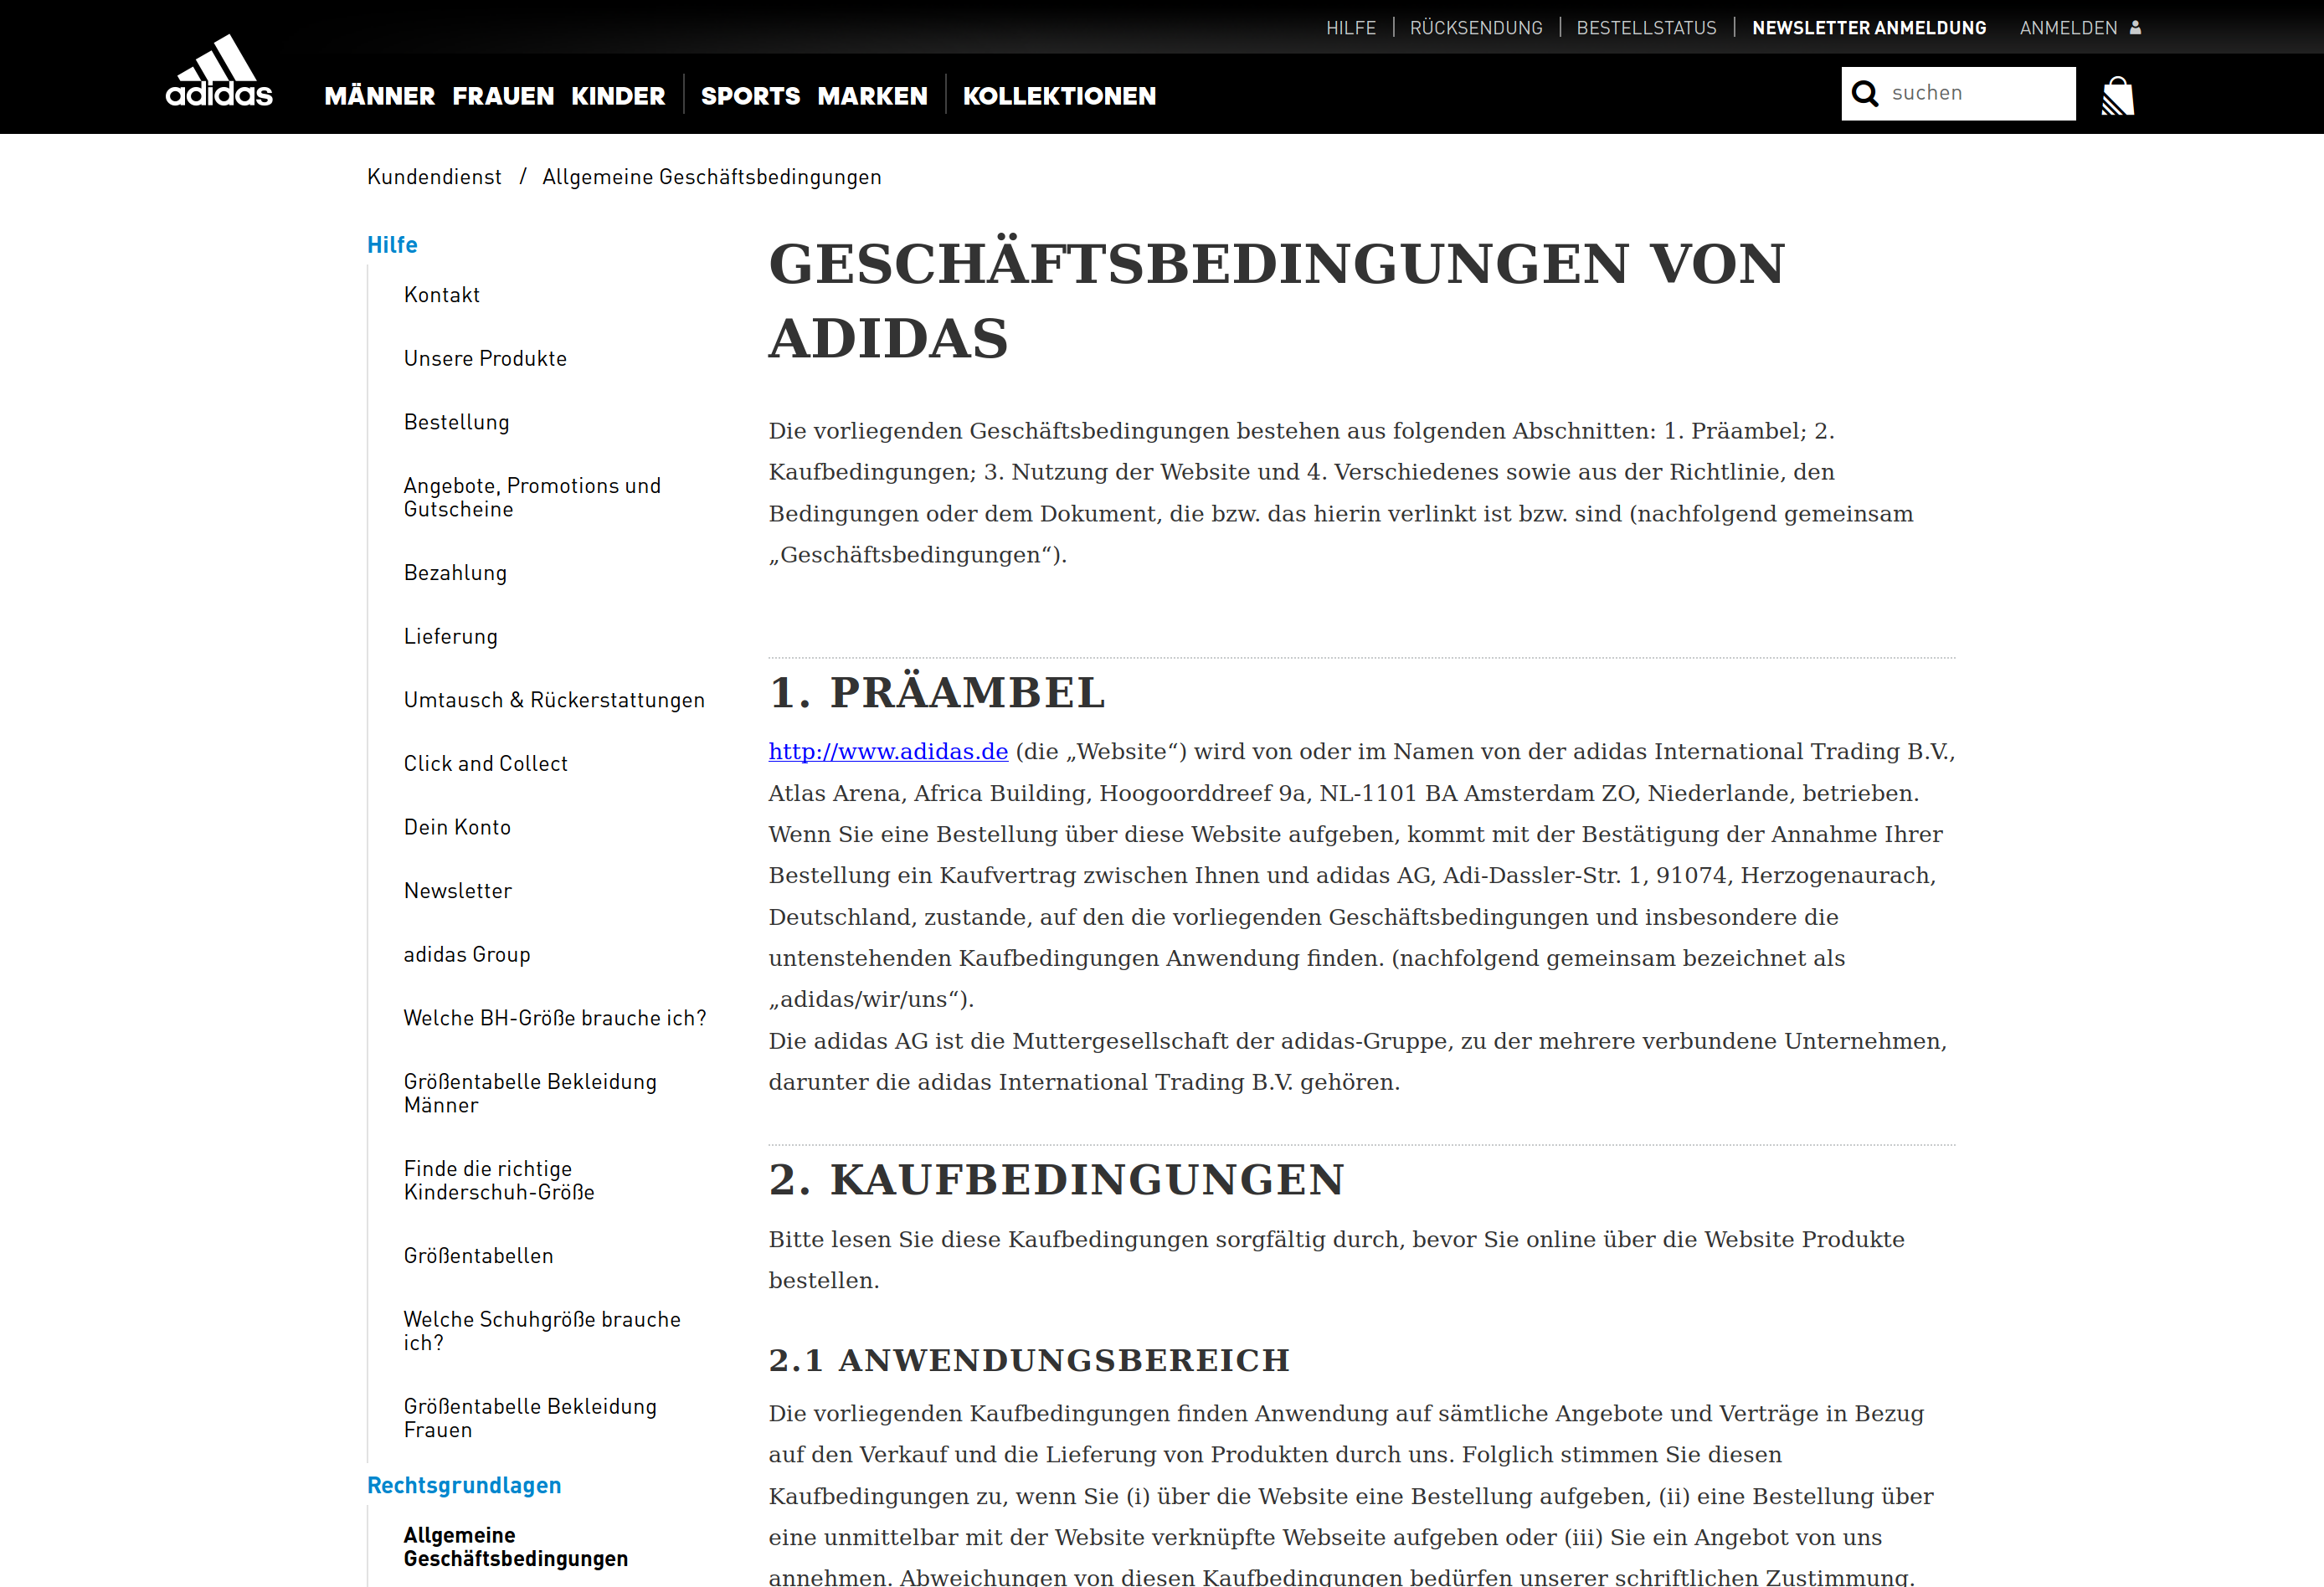 HILFE RÜCKSENDUNG BESTELLSTATUS NEWSLETTER ANMELDUNG ANMELDEN
adidas
MÄNNER FRAUEN KINDER SPORTS MARKEN KOLLEKTIONEN
suchen
Kundendienst / Allgemeine Geschäftsbedingungen
Hilfe
Kontakt
Unsere Produkte
Bestellung
Angebote, Promotions und
Gutscheine
Bezahlung
Lieferung
Umtausch & Rückerstattungen
Click and Collect
Dein Konto
Newsletter
adidas Group
Welche BH-Größe brauche ich?
Größentabelle Bekleidung
Männer
Finde die richtige
Kinderschuh-Größe
Größentabellen
Welche Schuhgröße brauche
ich?
Größentabelle Bekleidung
Frauen
Rechtsgrundlagen
Allgemeine
Geschäftsbedingungen
GESCHÄFTSBEDINGUNGEN VON
ADIDAS
Die vorliegenden Geschäftsbedingungen bestehen aus folgenden Abschnitten: 1. Präambel; 2.
Kaufbedingungen; 3. Nutzung der Website und 4. Verschiedenes sowie aus der Richtlinie, den
Bedingungen oder dem Dokument, die bzw. das hierin verlinkt ist bzw. sind (nachfolgend gemeinsam
„Geschäftsbedingungen“).
1. PRÄAMBEL
http://www.adidas.de (die „Website“) wird von oder im Namen von der adidas International Trading B.V.,
Atlas Arena, Africa Building, Hoogoorddreef 9a, NL-1101 BA Amsterdam ZO, Niederlande, betrieben.
Wenn Sie eine Bestellung über diese Website aufgeben, kommt mit der Bestätigung der Annahme Ihrer
Bestellung ein Kaufvertrag zwischen Ihnen und adidas AG, Adi-Dassler-Str. 1, 91074, Herzogenaurach,
Deutschland, zustande, auf den die vorliegenden Geschäftsbedingungen und insbesondere die
untenstehenden Kaufbedingungen Anwendung finden. (nachfolgend gemeinsam bezeichnet als
„adidas/wir/uns“).
Die adidas AG ist die Muttergesellschaft der adidas-Gruppe, zu der mehrere verbundene Unternehmen,
darunter die adidas International Trading B.V. gehören.
2. KAUFBEDINGUNGEN
Bitte lesen Sie diese Kaufbedingungen sorgfältig durch, bevor Sie online über die Website Produkte
bestellen.
2.1 ANWENDUNGSBEREICH
Die vorliegenden Kaufbedingungen finden Anwendung auf sämtliche Angebote und Verträge in Bezug
auf den Verkauf und die Lieferung von Produkten durch uns. Folglich stimmen Sie diesen
Kaufbedingungen zu, wenn Sie (i) über die Website eine Bestellung aufgeben, (ii) eine Bestellung über
eine unmittelbar mit der Website verknüpfte Webseite aufgeben oder (iii) Sie ein Angebot von uns
annehmen. Abweichungen von diesen Kaufbedingungen bedürfen unserer schriftlichen Zustimmung.